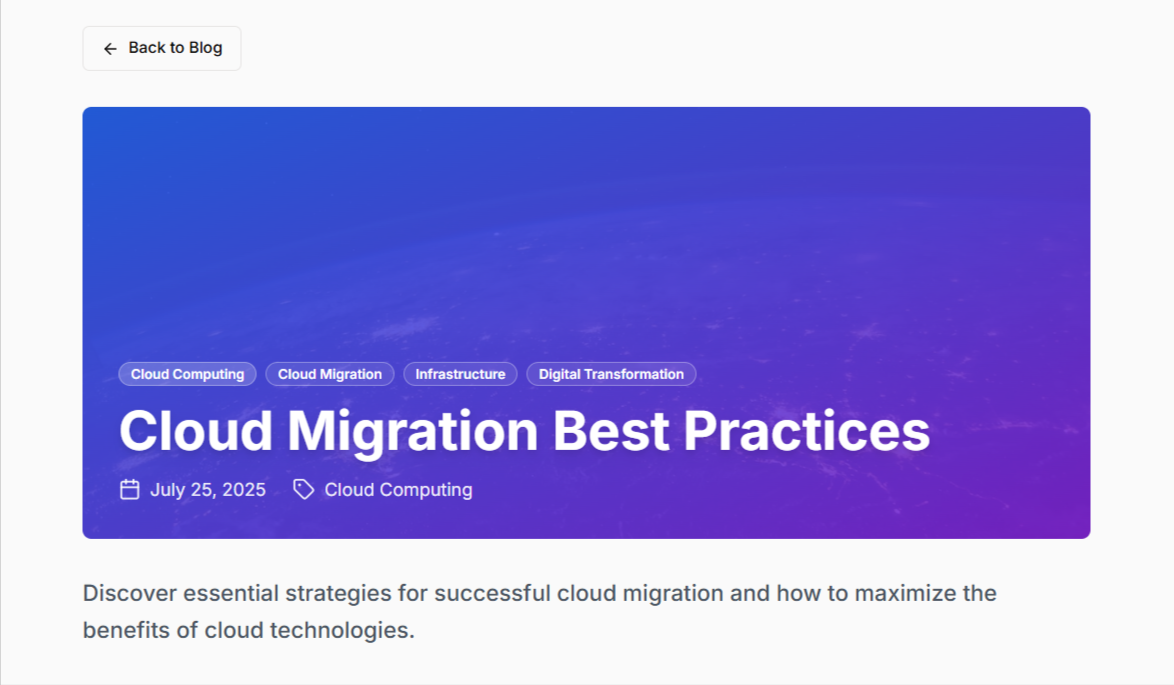 Back to Blog
Cloud Computing Cloud Migration Infrastructure Digital Transformation
Cloud Migration Best Practices
July 25, 2025 Cloud Computing
Discover essential strategies for successful cloud migration and how to maximize the
benefits of cloud technologies.